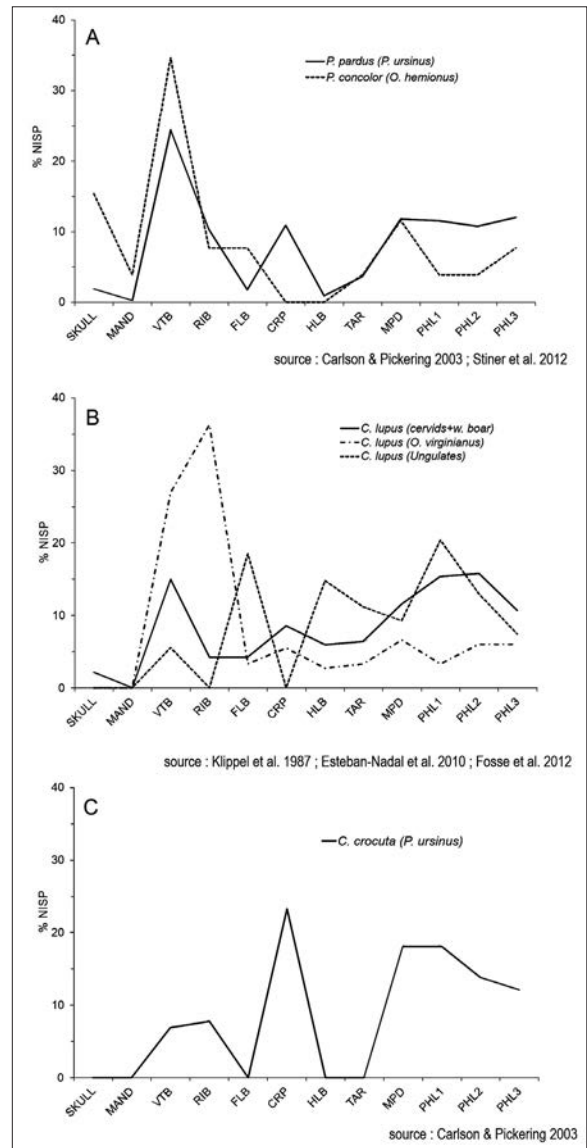 A
P. pardus (P. ursinus)
P. concolor (O. hemionus)
% NISP
40
30
20
10
0
SKULL
MAND
VTB
RIB
FLB
CRP
HLB
TAR
MPD
PHL1
PHL2
PHL3
source : Carlson & Pickering 2003 ; Stiner et al. 2012
B
C. lupus (cervids+w. boar)
C. lupus (O. virginianus)
C. lupus (Ungulates)
% NISP
40
30
20
10
0
SKULL
MAND
VTB
RIB
FLB
CRP
HLB
TAR
MPD
PHL1
PHL2
PHL3
source : Klippel et al. 1987 ; Esteban-Nadal et al. 2010 ; Fosse et al. 2012
C
C. crocuta (P. ursinus)
% NISP
40
30
20
10
0
SKULL
MAND
VTB
RIB
FLB
CRP
HLB
TAR
MPD
PHL1
PHL2
PHL3
source : Carlson & Pickering 2003